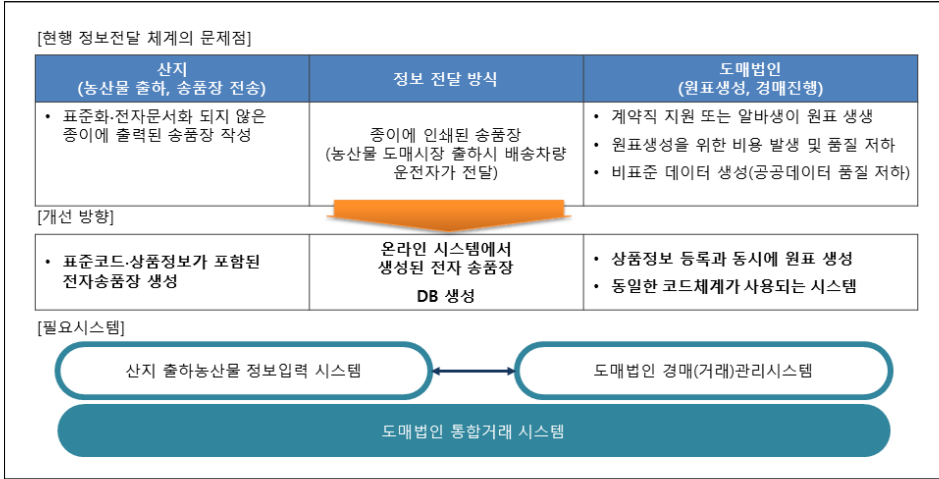 [현행 정보전달 체계의 문제점]
산지
(농산물 출하, 송품장 전송)
정보 전달 방식
도매법인
(원표생성, 경매진행)
• 표준화·전자문서화 되지 않은
종이에 출력된 송품장 작성
종이에 인쇄된 송품장
(농산물 도매시장 출하시 배송차량
운전자가 전달)
• 계약직 지원 또는 알바생이 원표 생생
• 원표생성을 위한 비용 발생 및 품질 저하
• 비표준 데이터 생성(공공데이터 품질 저하)
[개선 방향]
• 표준코드·상품정보가 포함된
전자송품장 생성
온라인 시스템에서
생성된 전자 송품장
DB 생성
• 상품정보 등록과 동시에 원표 생성
• 동일한 코드체계가 사용되는 시스템
[필요시스템]
산지 출하농산물 정보입력 시스템
도매법인 경매(거래)관리시스템
도매법인 통합거래 시스템